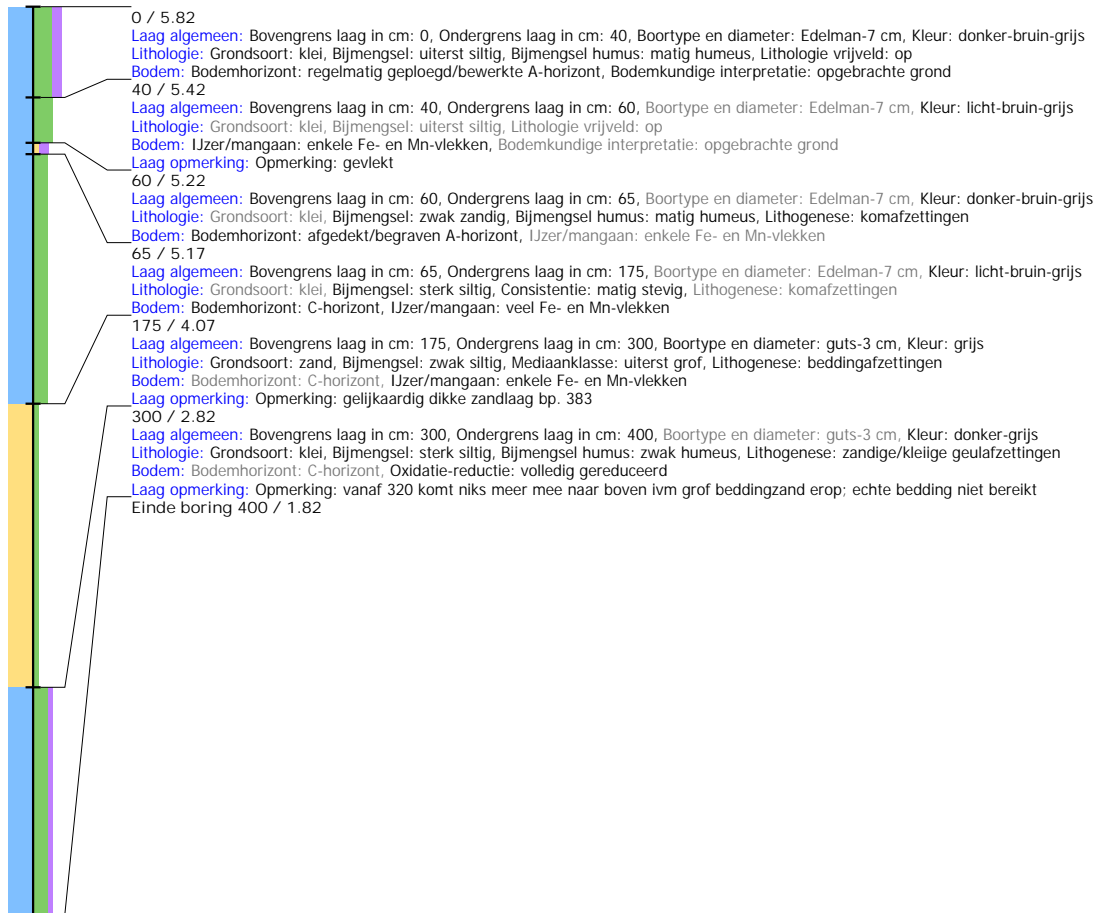 0 / 5.82
Laag algemeen: Bovengrens laag in cm: 0, Ondergrens laag in cm: 40, Boortype en diameter: Edelman-7 cm, Kleur: donker-bruin-grijs
Lithologie: Grondsoort: klei, Bijmengsel: uiterst siltig, Bijmengsel humus: matig humeus, Lithologie vrijveld: op
Bodem: Bodemhorizont: regelmatig geploegd/bewerkte A-horizont, Bodemkundige interpretatie: opgebrachte grond
40 / 5.42
Laag algemeen: Bovengrens laag in cm: 40, Ondergrens laag in cm: 60, Boortype en diameter: Edelman-7 cm, Kleur: licht-bruin-grijs
Lithologie: Grondsoort: klei, Bijmengsel: uiterst siltig, Lithologie vrijveld: op
Bodem: IJzer/mangaan: enkele Fe- en Mn-vlekken, Bodemkundige interpretatie: opgebrachte grond
Laag opmerking: Opmerking: gevlekt
60 / 5.22
Laag algemeen: Bovengrens laag in cm: 60, Ondergrens laag in cm: 65, Boortype en diameter: Edelman-7 cm, Kleur: donker-bruin-grijs
Lithologie: Grondsoort: klei, Bijmengsel: zwak zandig, Bijmengsel humus: matig humeus, Lithogenese: komafzettingen
Bodem: Bodemhorizont: afgedekt/begraven A-horizont, IJzer/mangaan: enkele Fe- en Mn-vlekken
65 / 5.17
Laag algemeen: Bovengrens laag in cm: 65, Ondergrens laag in cm: 175, Boortype en diameter: Edelman-7 cm, Kleur: licht-bruin-grijs
Lithologie: Grondsoort: klei, Bijmengsel: sterk siltig, Consistentie: matig stevig, Lithogenese: komafzettingen
Bodem: Bodemhorizont: C-horizont, IJzer/mangaan: veel Fe- en Mn-vlekken
175 / 4.07
Laag algemeen: Bovengrens laag in cm: 175, Ondergrens laag in cm: 300, Boortype en diameter: guts-3 cm, Kleur: grijs
Lithologie: Grondsoort: zand, Bijmengsel: zwak siltig, Mediaanklasse: uiterst grof, Lithogenese: beddingafzettingen
Bodem: Bodemhorizont: C-horizont, IJzer/mangaan: enkele Fe- en Mn-vlekken
Laag opmerking: Opmerking: gelijkaardig dikke zandlaag bp. 383
300 / 2.82
Laag algemeen: Bovengrens laag in cm: 300, Ondergrens laag in cm: 400, Boortype en diameter: guts-3 cm, Kleur: donker-grijs
Lithologie: Grondsoort: klei, Bijmengsel: sterk siltig, Bijmengsel humus: zwak humeus, Lithogenese: zandige/kleiige geulafzettingen
Bodem: Bodemhorizont: C-horizont, Oxidatie-reductie: volledig gereduceerd
Laag opmerking: Opmerking: vanaf 320 komt niks meer mee naar boven ivm grof beddingzand erop; echte bedding niet bereikt
Einde boring 400 / 1.82